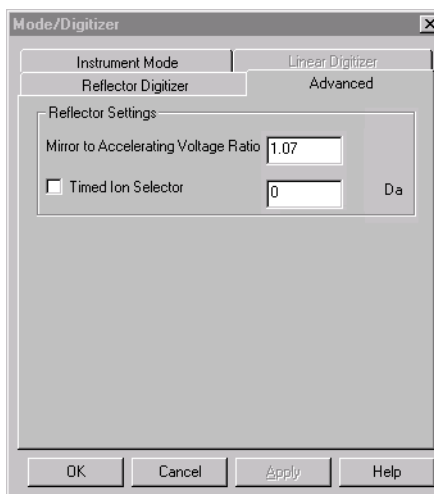 Mode/Digitizer
Instrument Mode
Linear Digitizer
Reflector Digitizer
Advanced
Reflector Settings
Mirror to Accelerating Voltage Ratio 1.07
Timed Ion Selector 0 Da
OK Cancel Apply Help